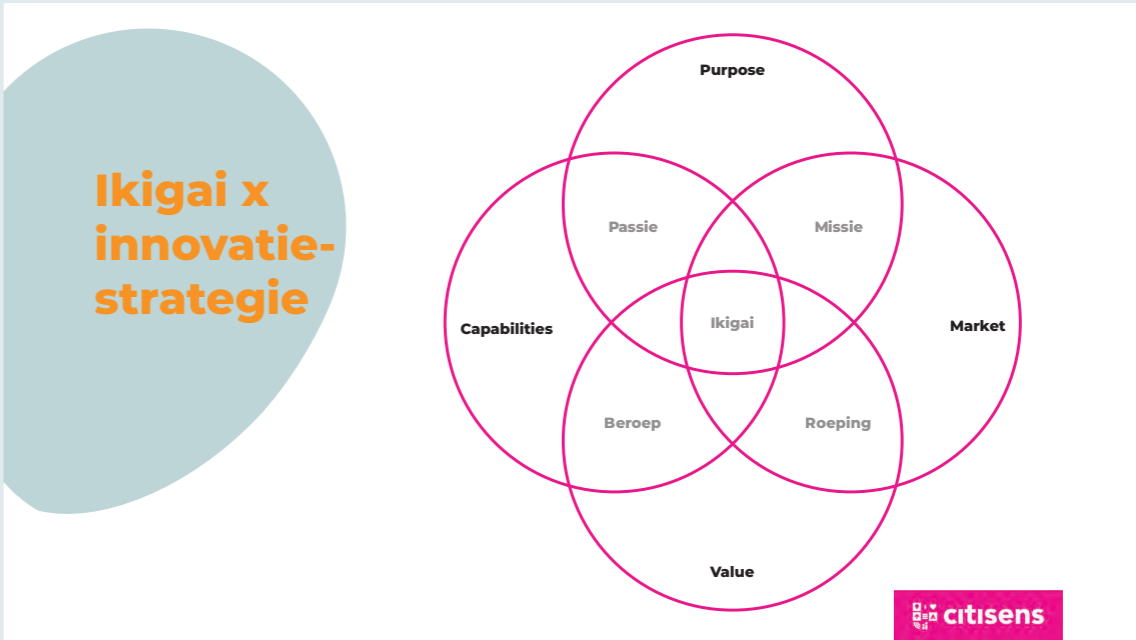 Ikigai x
innovatie-
strategie
Purpose
Passie
Missie
Capabilities
Ikigai
Market
Beroep
Roeping
Value
citisens